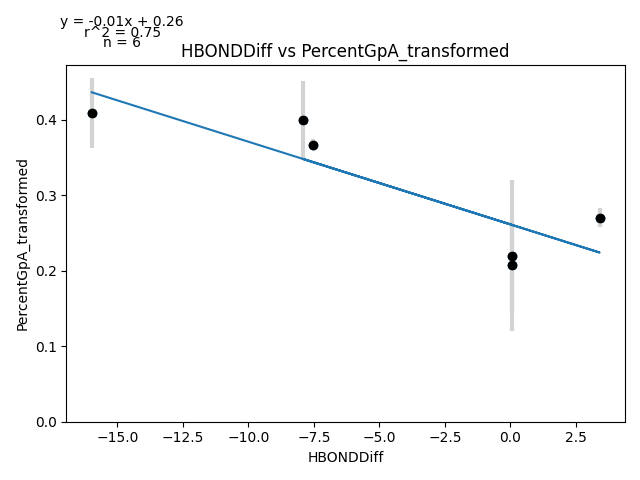 y = -0.01x + 0.26
r^2 = 0.75
n = 6
HBONDDiff vs PercentGpA_transformed
PercentGpA_transformed
0.4
0.3
0.2
0.1
0.0
−15.0 −12.5 −10.0 −7.5 −5.0 −2.5 0.0 2.5
HBONDDiff